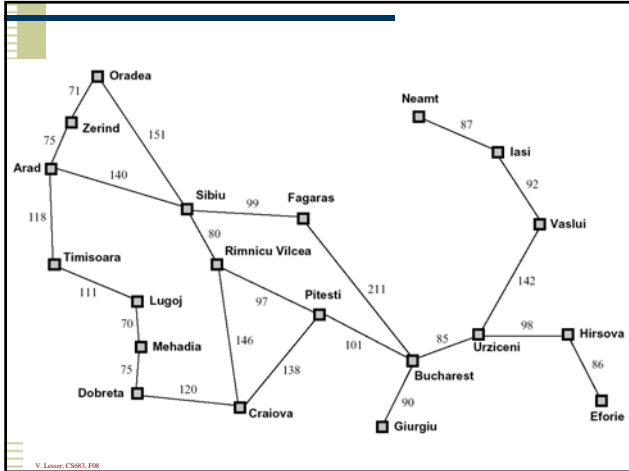 Oradea
71
Neamt
Zerind
87
75
151
Iasi
Arad
140
92
Sibiu
99
Fagaras
118
80
Vaslui
Timisoara
Rimnicu Vilcea
111
Lugoj
97
Pitesti
211
142
70
98
Hirsova
Mehadia
146
101
85
Urziceni
75
138
86
Bucharest
Dobreta
120
90
Craiova
Giurgiu
Eforie
V. Lesser; CS683, F08